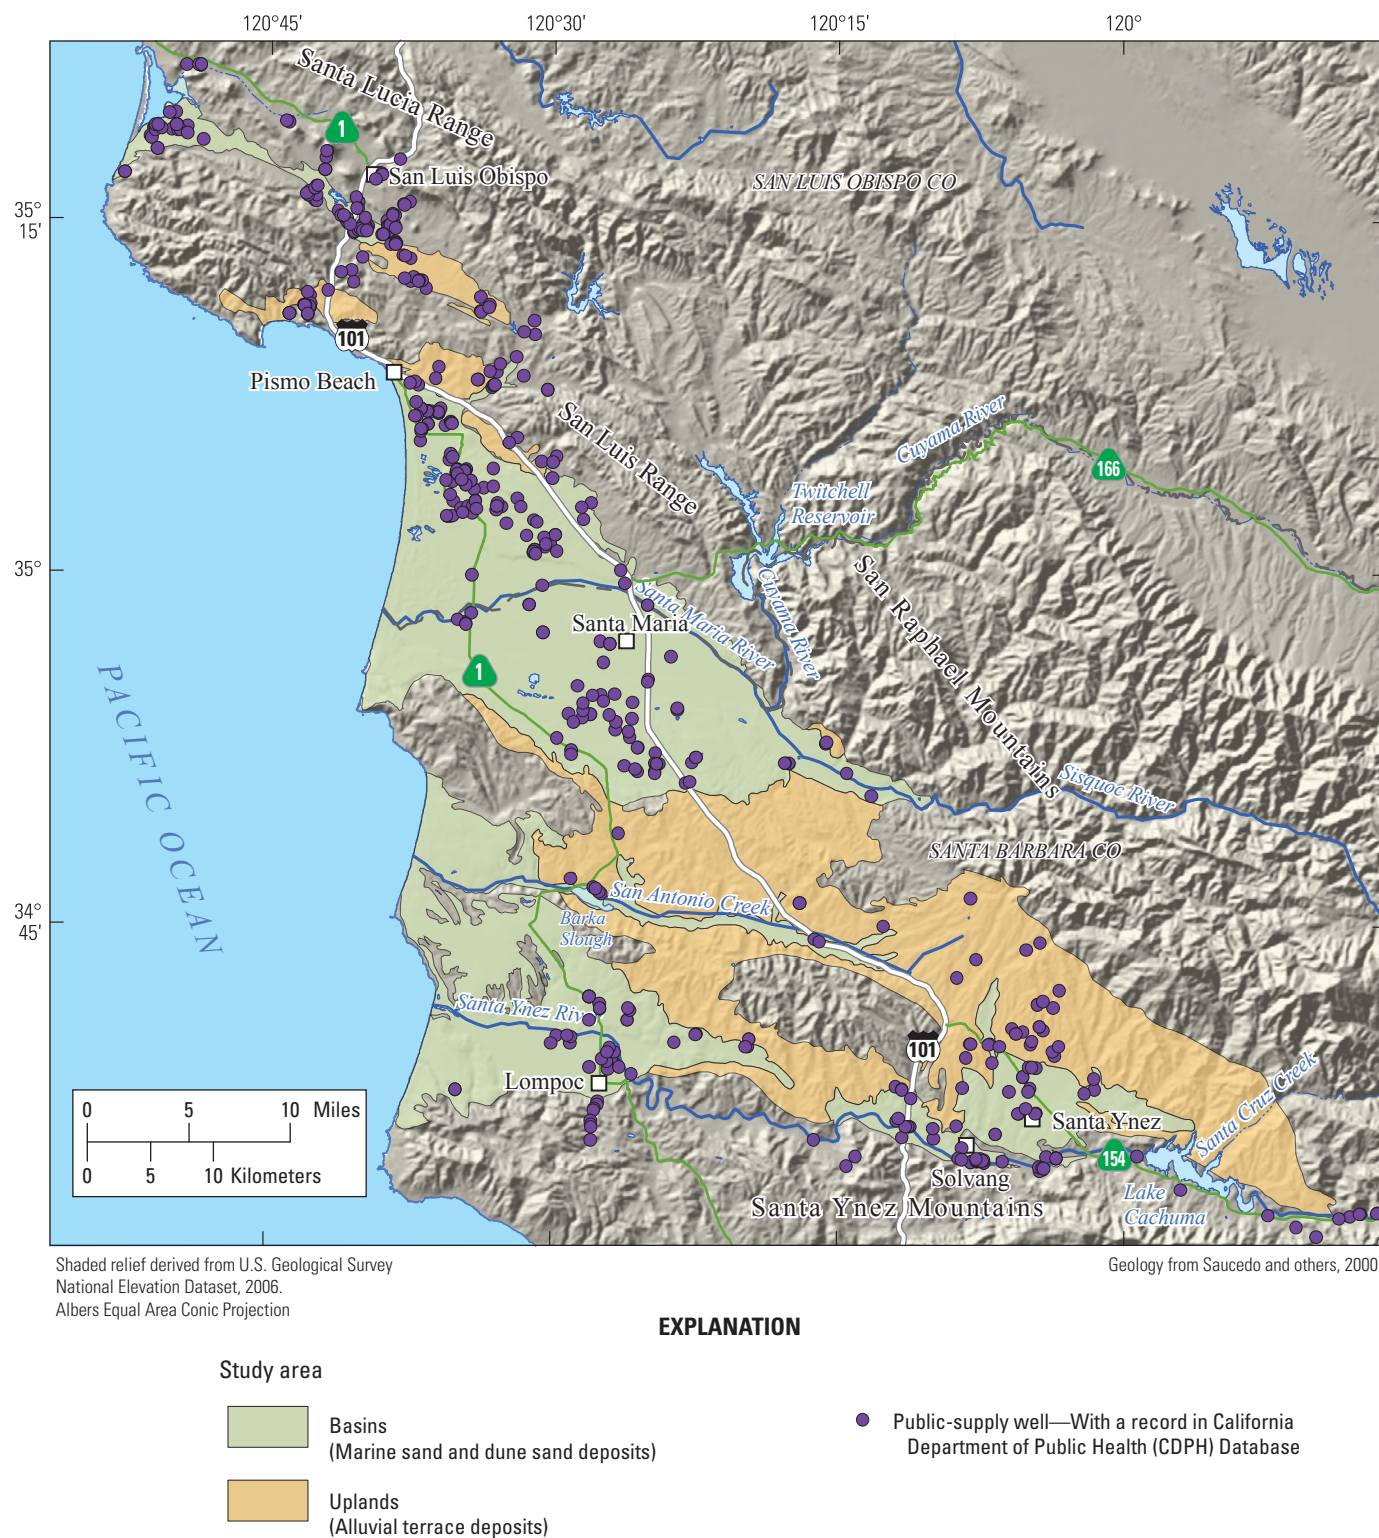 120°45'
120°30'
120°15'
120°
Santa Lucia Range
1
San Luis Obispo
SAN LUIS OBISPO CO
35°
15'
101
Pismo Beach
San Luis Range
Cuyama River
166
Twitchell
Reservoir
35°
Cuyama River
San Raphael Mountains
Santa Maria River
Santa Maria
1
PACIFIC OCEAN
Sisquoc River
SANTA BARBARA CO
San Antonio Creek
34°
45'
Barka
Slough
Santa Ynez Riv
101
Lompoc
Santa Cruz Creek
Santa Ynez
154
Solvang
Lake
Cachuma
Santa Ynez Mountains
0 5 10 Miles
0 5 10 Kilometers
Shaded relief derived from U.S. Geological Survey
National Elevation Dataset, 2006.
Albers Equal Area Conic Projection
Geology from Saucedo and others, 2000
EXPLANATION
Study area
Basins
(Marine sand and dune sand deposits)
Uplands
(Alluvial terrace deposits)
Public-supply well—With a record in California
Department of Public Health (CDPH) Database